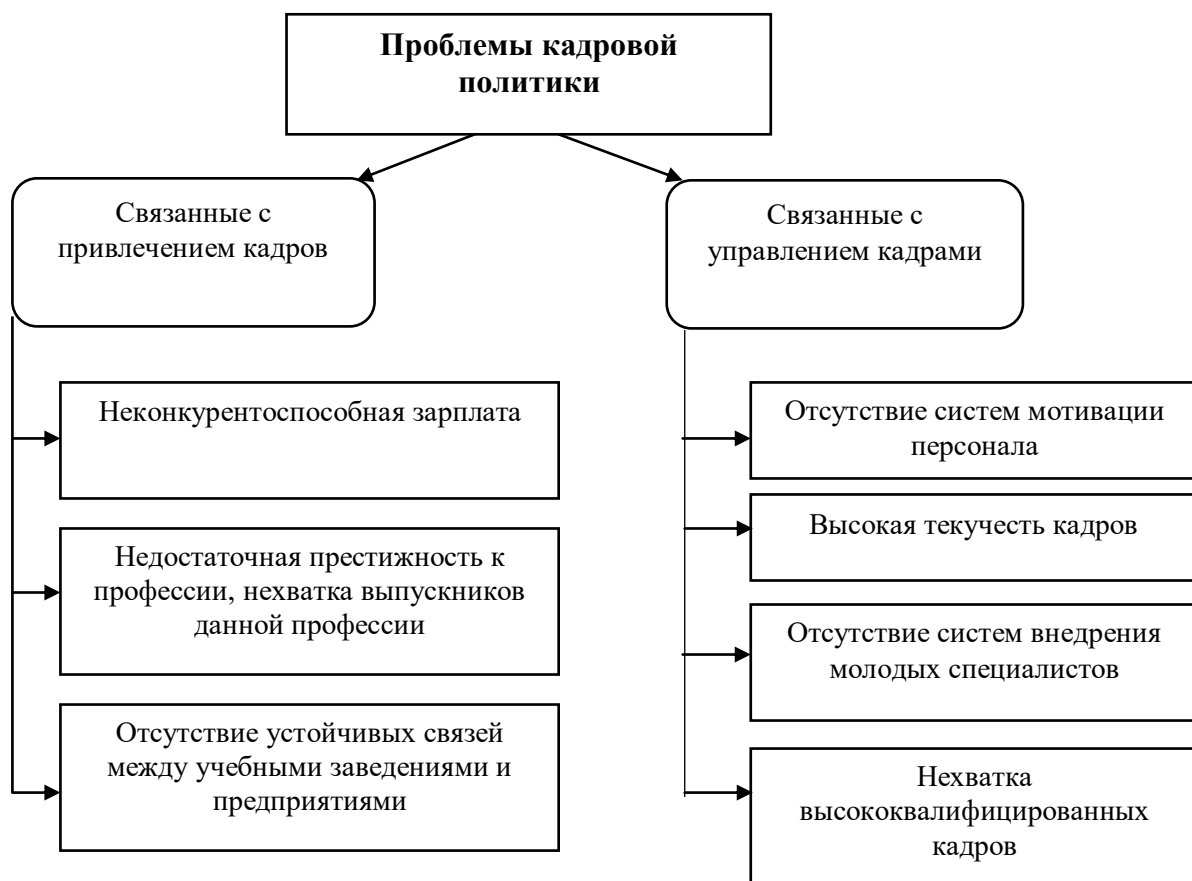 Проблемы кадровой
политики
Связанные с
привлечением кадров
Неконкурентоспособная зарплата
Недостаточная престижность к
профессии, нехватка выпускников
данной профессии
Отсутствие устойчивых связей
между учебными заведениями и
предприятиями
Связанные с
управлением кадрами
Отсутствие систем мотивации
персонала
Высокая текучесть кадров
Отсутствие систем внедрения
молодых специалистов
Нехватка
высококвалифицированных
кадров